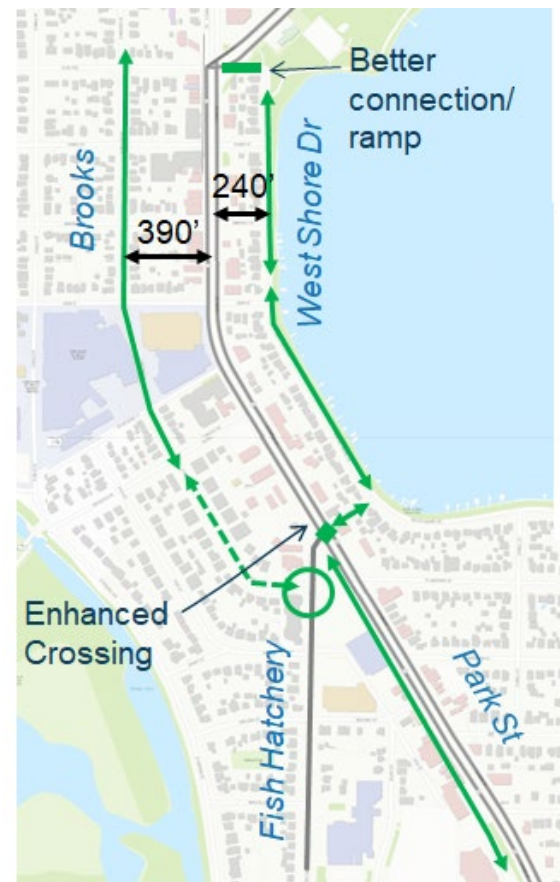 Better
connection/
ramp
Brooks
240’
390’
West Shore Dr
Enhanced
Crossing
Fish Hatchery
Park St